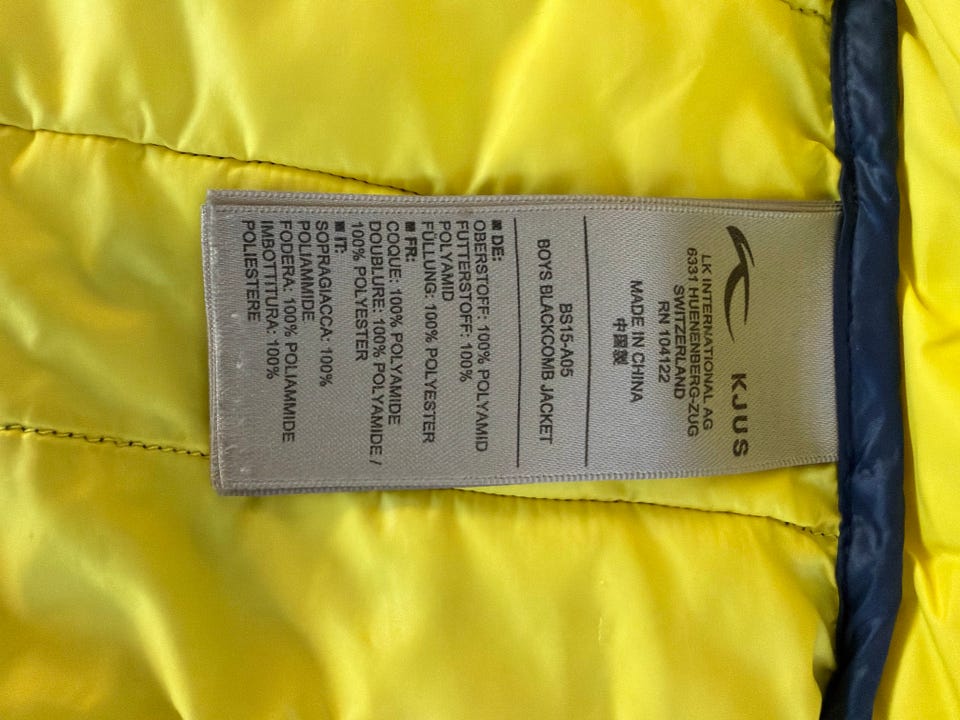 KJUS
LK INTERNATIONAL AG
6331 HUENENBERG-ZUG
SWITZERLAND
RN 104122
MADE IN CHINA
中国製
BS15-A05
BOYS BLACKCOMB JACKET
DE:
OBERSTOFF: 100% POLYAMID
FUTTERSTOFF: 100%
POLYAMID
FÜLLUNG: 100% POLYESTER
FR:
COQUE: 100% POLYAMIDE
DOUBLURE: 100% POLYAMIDE /
100% POLYESTER
IT:
SOPRAGIACCA: 100%
POLIAMMIDE
FODERA: 100% POLIAMMIDE
IMBOTTITURA: 100%
POLIESTERE